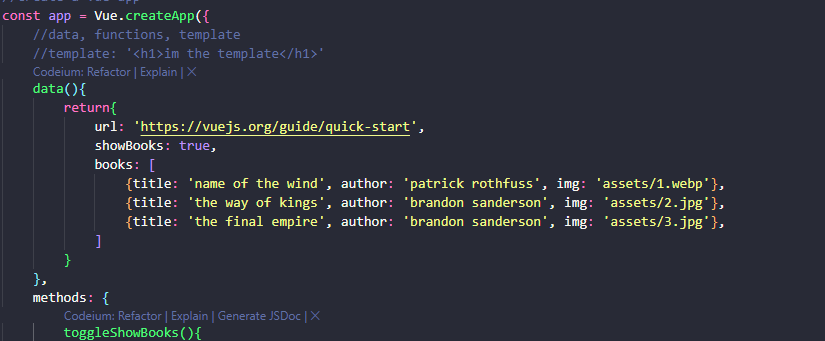 //create a vue app
const app = Vue.createApp({
//data, functions, template
//template: '<h1>im the template</h1>'
Codeium: Refactor | Explain | ✕
data(){
return{
url: 'https://vuejs.org/guide/quick-start',
showBooks: true,
books: [
{title: 'name of the wind', author: 'patrick rothfuss', img: 'assets/1.webp'},
{title: 'the way of kings', author: 'brandon sanderson', img: 'assets/2.jpg'},
{title: 'the final empire', author: 'brandon sanderson', img: 'assets/3.jpg'},
]
}
},
methods: {
Codeium: Refactor | Explain | Generate JSDoc | ✕
toggleShowBooks(){